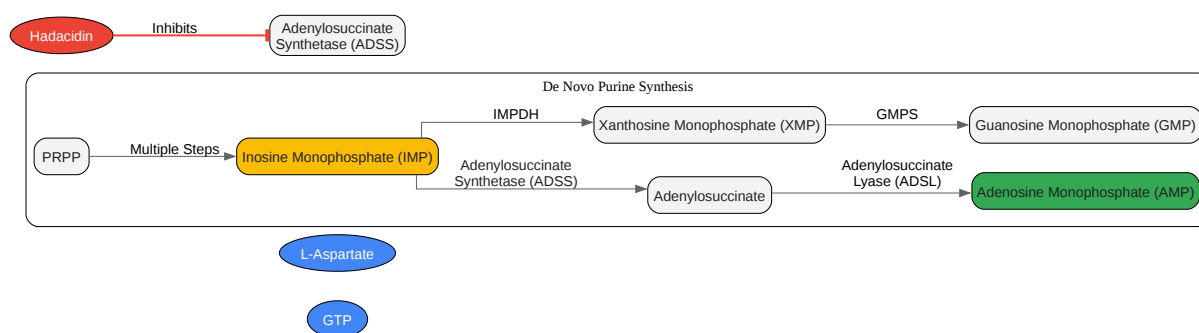 Hadacidin
Inhibits
Adenylosuccinate
Synthetase (ADSS)
De Novo Purine Synthesis
PRPP
Multiple Steps
Inosine Monophosphate (IMP)
IMPDH
Xanthosine Monophosphate (XMP)
GMPS
Guanosine Monophosphate (GMP)
Adenylosuccinate
Synthetase (ADSS)
Adenylosuccinate
Adenylosuccinate
Lyase (ADSL)
Adenosine Monophosphate (AMP)
L-Aspartate
GTP